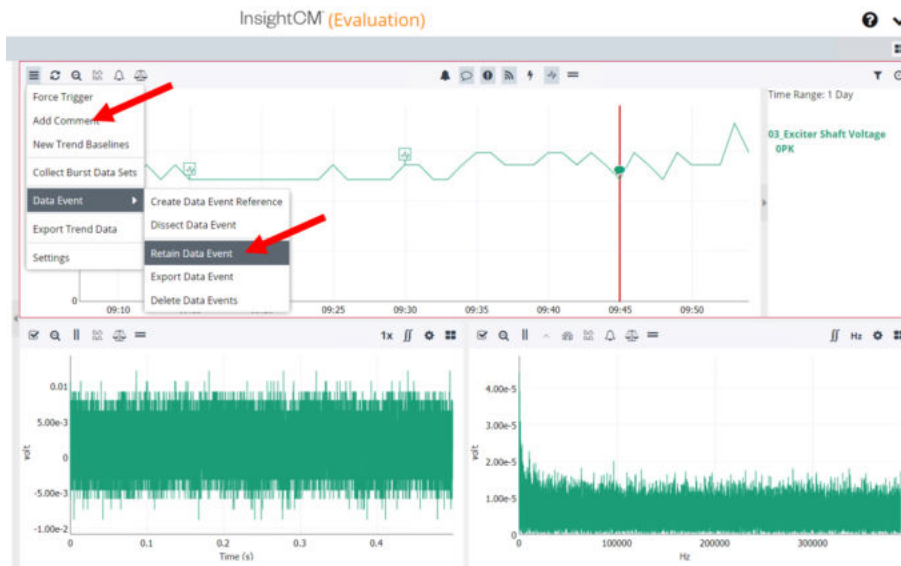 InsightCM™ (Evaluation)
Force Trigger
Add Comment
New Trend Baselines
Collect Burst Data Sets
Data Event
Export Trend Data
Settings
Create Data Event Reference
Dissect Data Event
Retain Data Event
Export Data Event
Delete Data Events
Time Range: 1 Day
03_Exciter Shaft Voltage
0PK
0
09:10 09:25 09:30 09:35 09:40 09:45 09:50
1x Hz
0.01
5.00e-3
0
-5.00e-3
-1.00e-2
volt
0 0.1 0.2 0.3 0.4
Time (s)
4.00e-5
3.00e-5
2.00e-5
1.00e-5
0
volt
0 100000 200000 300000
Hz